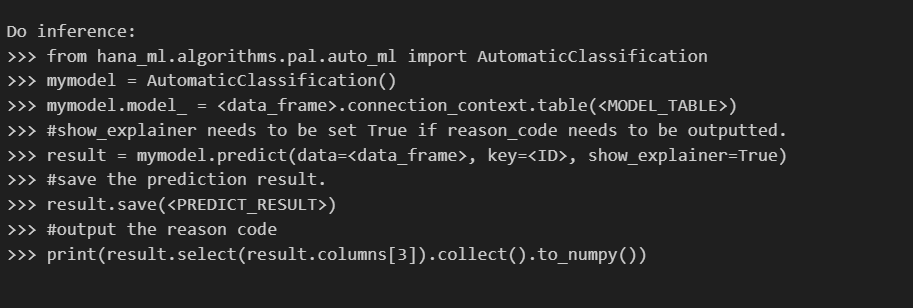 Do inference:
>>> from hana_ml.algorithms.pal.auto_ml import AutomaticClassification
>>> mymodel = AutomaticClassification()
>>> mymodel.model_ = <data_frame>.connection_context.table(<MODEL_TABLE>)
>>> #show_explainer needs to be set True if reason_code needs to be outputted.
>>> result = mymodel.predict(data=<data_frame>, key=<ID>, show_explainer=True)
>>> #save the prediction result.
>>> result.save(<PREDICT_RESULT>)
>>> #output the reason code
>>> print(result.select(result.columns[3]).collect().to_numpy())